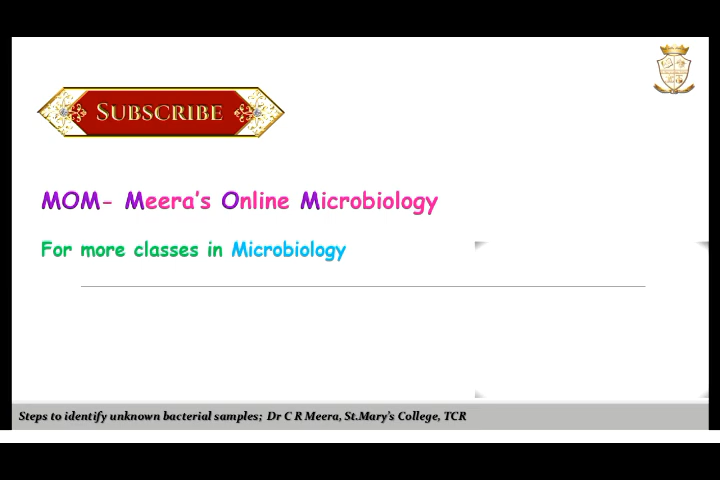 SUBSCRIBE
MOM- Meera's Online Microbiology
For more classes in Microbiology
Steps to identify unknown bacterial samples; Dr C R Meera, St.Mary's College, TCR